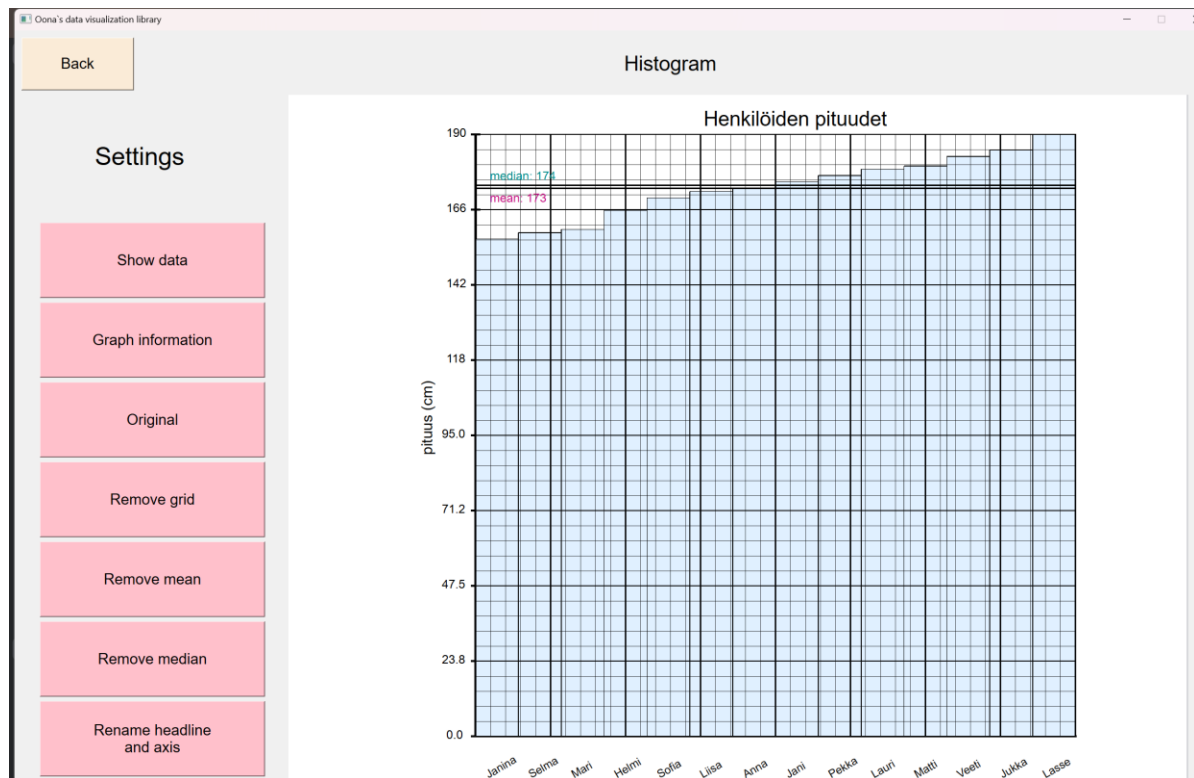 Oona's data visualization library
Back
Histogram
Settings
Show data
Graph information
Original
Remove grid
Remove mean
Remove median
Rename headline
and axis
Henkilöiden pituudet
pituus (cm)
190
166
142
118
95.0
71.2
47.5
23.8
0.0
median: 174
mean: 173
Janina
Selma
Mari
Helmi
Sofia
Liisa
Anna
Jani
Pekka
Lauri
Matti
Veeti
Jukka
Lasse